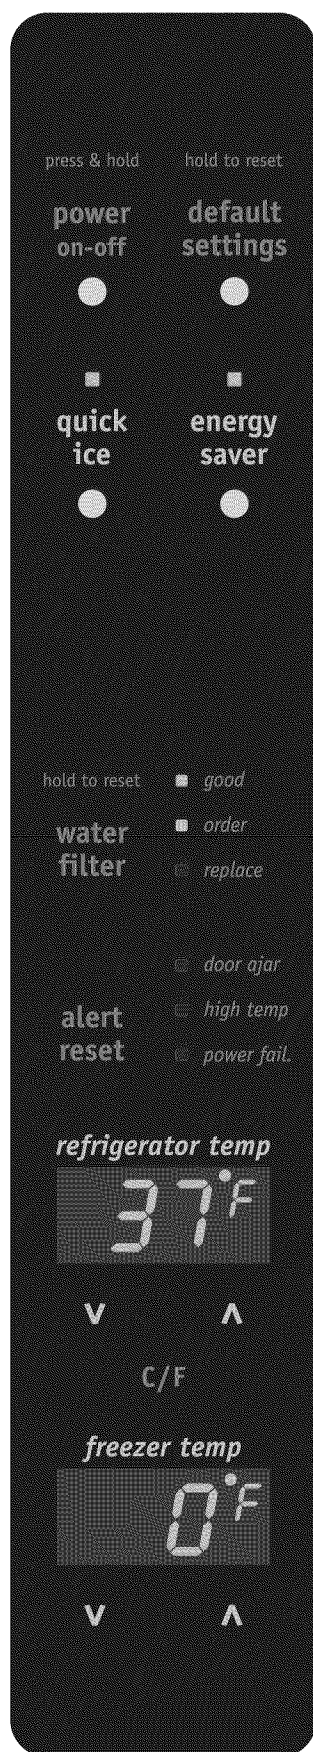 press & hold hold to reset
power default
on-off settings
quick energy
ice saver
hold to reset good
water order
filter replace
door ajar
alert high temp
reset power fail.
refrigerator temp
37°F
v ʌ
C/F
freezer temp
0°F
v ʌ